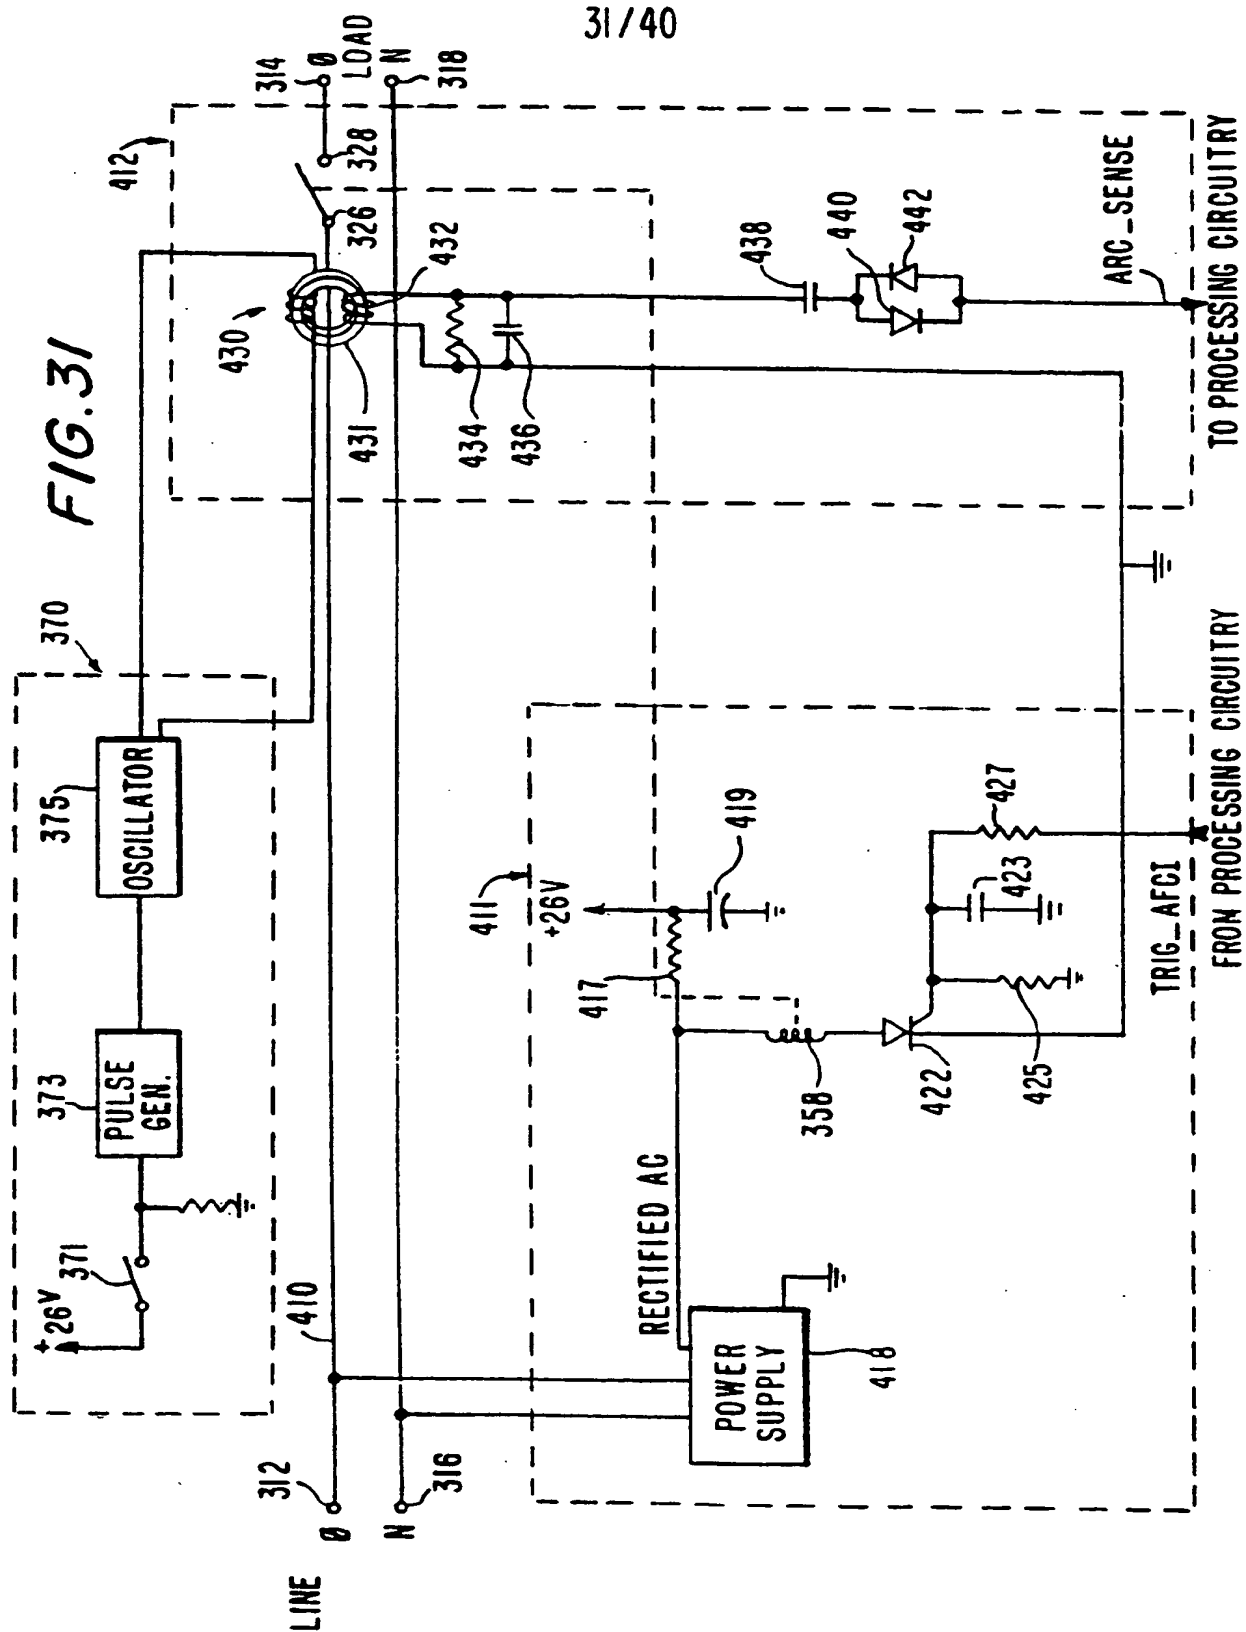 31/40
FIG.31
370
+26V
371
373
PULSE
GEN.
375
OSCILLATOR
412
430
431
432
326
328
314
Ø
LOAD
N
318
LINE
312
Ø
N
316
410
434
436
438
440
442
ARC_SENSE
TO PROCESSING CIRCUITRY
411
+26V
417
419
RECTIFIED AC
POWER
SUPPLY
418
358
422
423
425
427
TRIG_AFCI
FRON PROCESSING CIRCUITRY